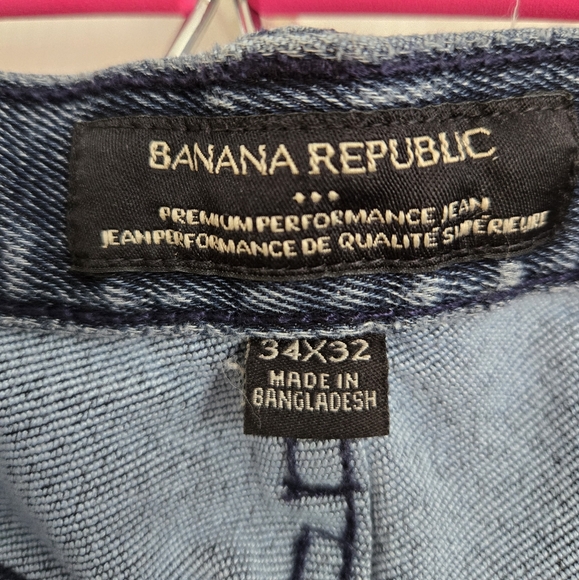 BANANA REPUBLIC
PREMIUM PERFORMANCE JEAN
JEAN PERFORMANCE DE QUALITÉ SUPÉRIEURE
34X32
MADE IN
BANGLADESH